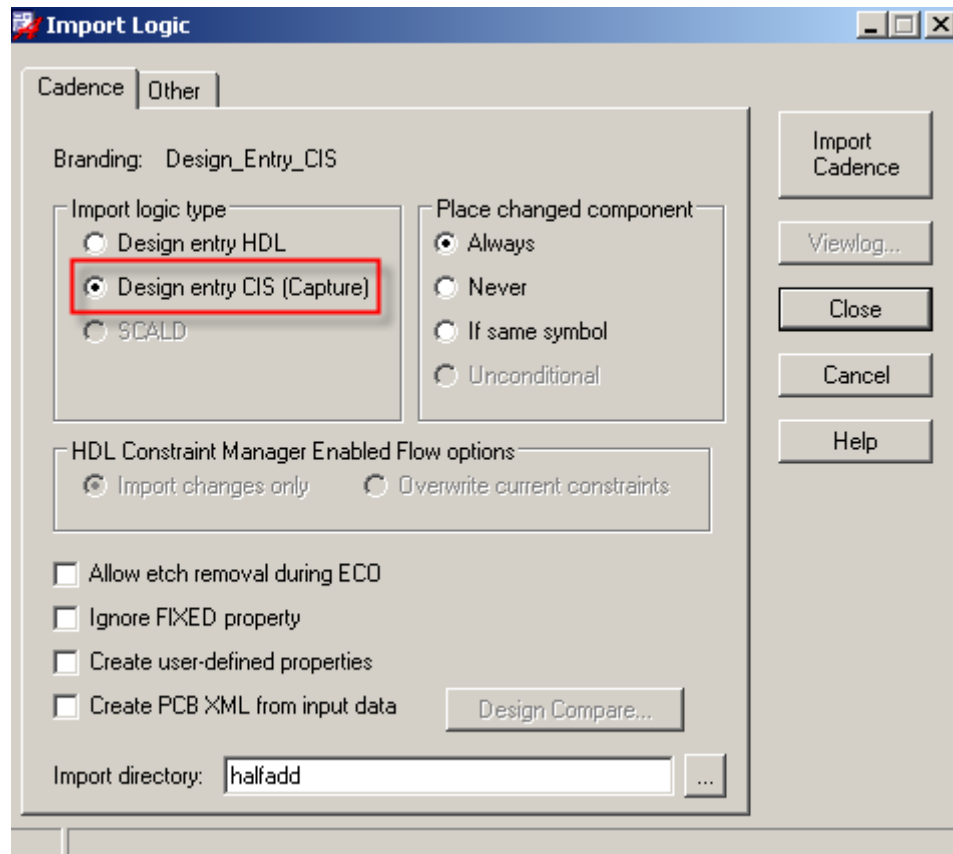 Import Logic
Cadence
Other
Branding: Design_Entry_CIS
Import logic type
Design entry HDL
Design entry CIS (Capture)
SCALD
Place changed component
Always
Never
If same symbol
Unconditional
HDL Constraint Manager Enabled Flow options
Import changes only
Overwrite current constraints
Allow etch removal during ECO
Ignore FIXED property
Create user-defined properties
Create PCB XML from input data
Design Compare...
Import directory: halfadd
...
Import
Cadence
Viewlog...
Close
Cancel
Help